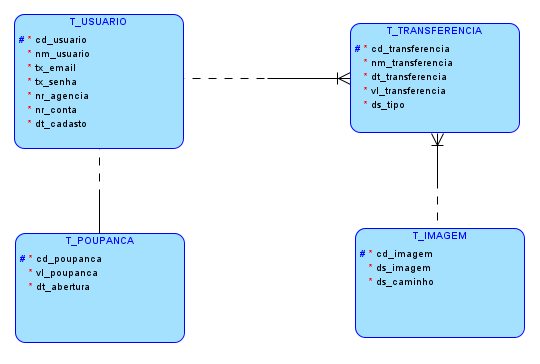 T_USUARIO
# * cd_usuario
* nm_usuario
* tx_email
* tx_senha
* nr_agencia
* nr_conta
* dt_cadasto
T_TRANSFERENCIA
# * cd_transferencia
* nm_transferencia
* dt_transferencia
* vl_transferencia
* ds_tipo
T_POUPANCA
# * cd_poupanca
* vl_poupanca
* dt_abertura
T_IMAGEM
# * cd_imagem
* ds_imagem
* ds_caminho